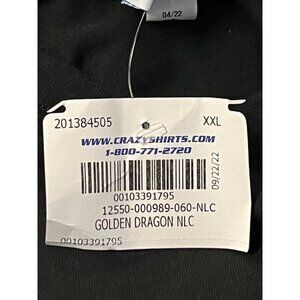 04/22
201384505 XXL
WWW.CRAZYSHIRTS.COM
1-800-771-2720
09/22/22
00103391795
12550-000989-060-NLC
GOLDEN DRAGON NLC
00103391795